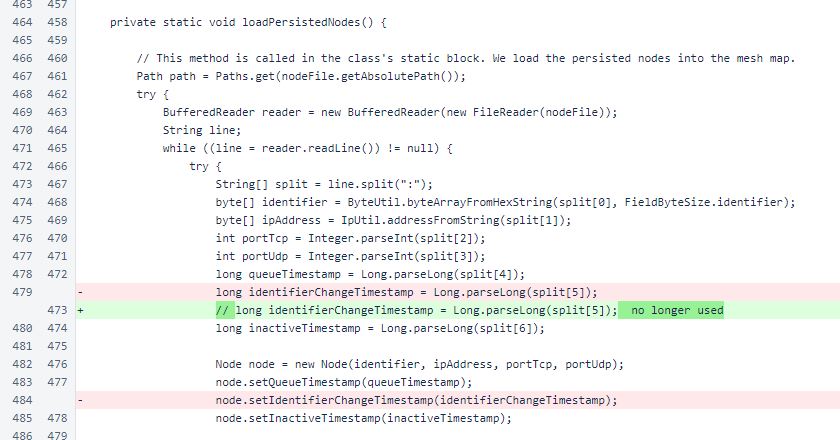 463 457
464 458 private static void loadPersistedNodes() {
465 459
466 460 // This method is called in the class's static block. We load the persisted nodes into the mesh map.
467 461 Path path = Paths.get(nodeFile.getAbsolutePath());
468 462 try {
469 463 BufferedReader reader = new BufferedReader(new FileReader(nodeFile));
470 464 String line;
471 465 while ((line = reader.readLine()) != null) {
472 466 try {
473 467 String[] split = line.split(":");
474 468 byte[] identifier = ByteUtil.byteArrayFromHexString(split[0], FieldByteSize.identifier);
475 469 byte[] ipAddress = IpUtil.addressFromString(split[1]);
476 470 int portTcp = Integer.parseInt(split[2]);
477 471 int portUdp = Integer.parseInt(split[3]);
478 472 long queueTimestamp = Long.parseLong(split[4]);
479 - long identifierChangeTimestamp = Long.parseLong(split[5]);
473 + // long identifierChangeTimestamp = Long.parseLong(split[5]);  no longer used
480 474 long inactiveTimestamp = Long.parseLong(split[6]);
481 475
482 476 Node node = new Node(identifier, ipAddress, portTcp, portUdp);
483 477 node.setQueueTimestamp(queueTimestamp);
484 - node.setIdentifierChangeTimestamp(identifierChangeTimestamp);
485 478 node.setInactiveTimestamp(inactiveTimestamp);
486 479